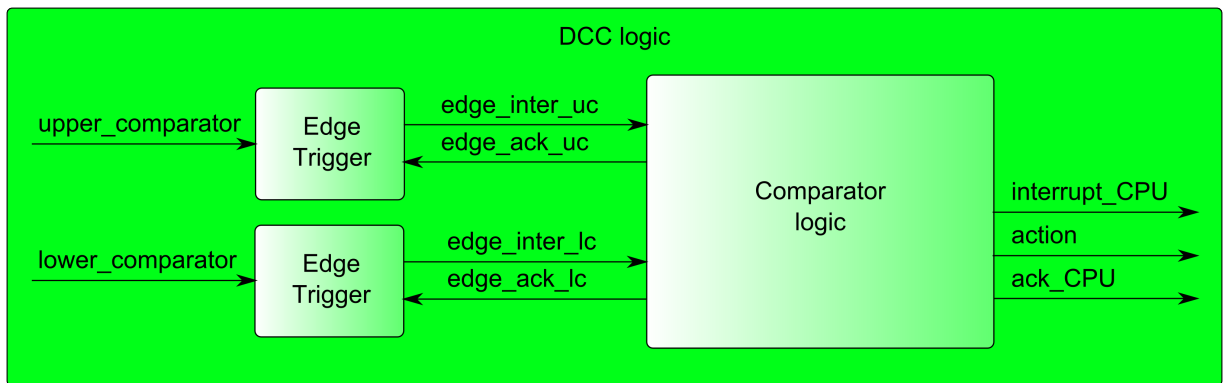 DCC logic
upper_comparator
Edge
Trigger
edge_inter_uc
edge_ack_uc
lower_comparator
Edge
Trigger
edge_inter_lc
edge_ack_lc
Comparator
logic
interrupt_CPU
action
ack_CPU